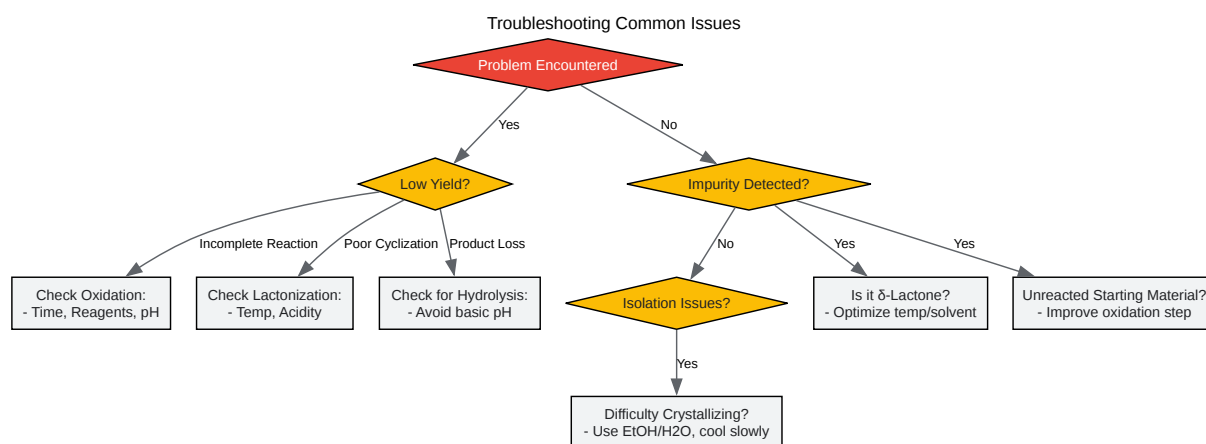 Troubleshooting Common Issues
Problem Encountered
Yes
No
Low Yield?
Impurity Detected?
Incomplete Reaction
Poor Cyclization
Product Loss
No
Yes
Yes
Check Oxidation:
- Time, Reagents, pH
Check Lactonization:
- Temp, Acidity
Check for Hydrolysis:
- Avoid basic pH
Isolation Issues?
Is it δ-Lactone?
- Optimize temp/solvent
Unreacted Starting Material?
- Improve oxidation step
Yes
Difficulty Crystallizing?
- Use EtOH/H2O, cool slowly